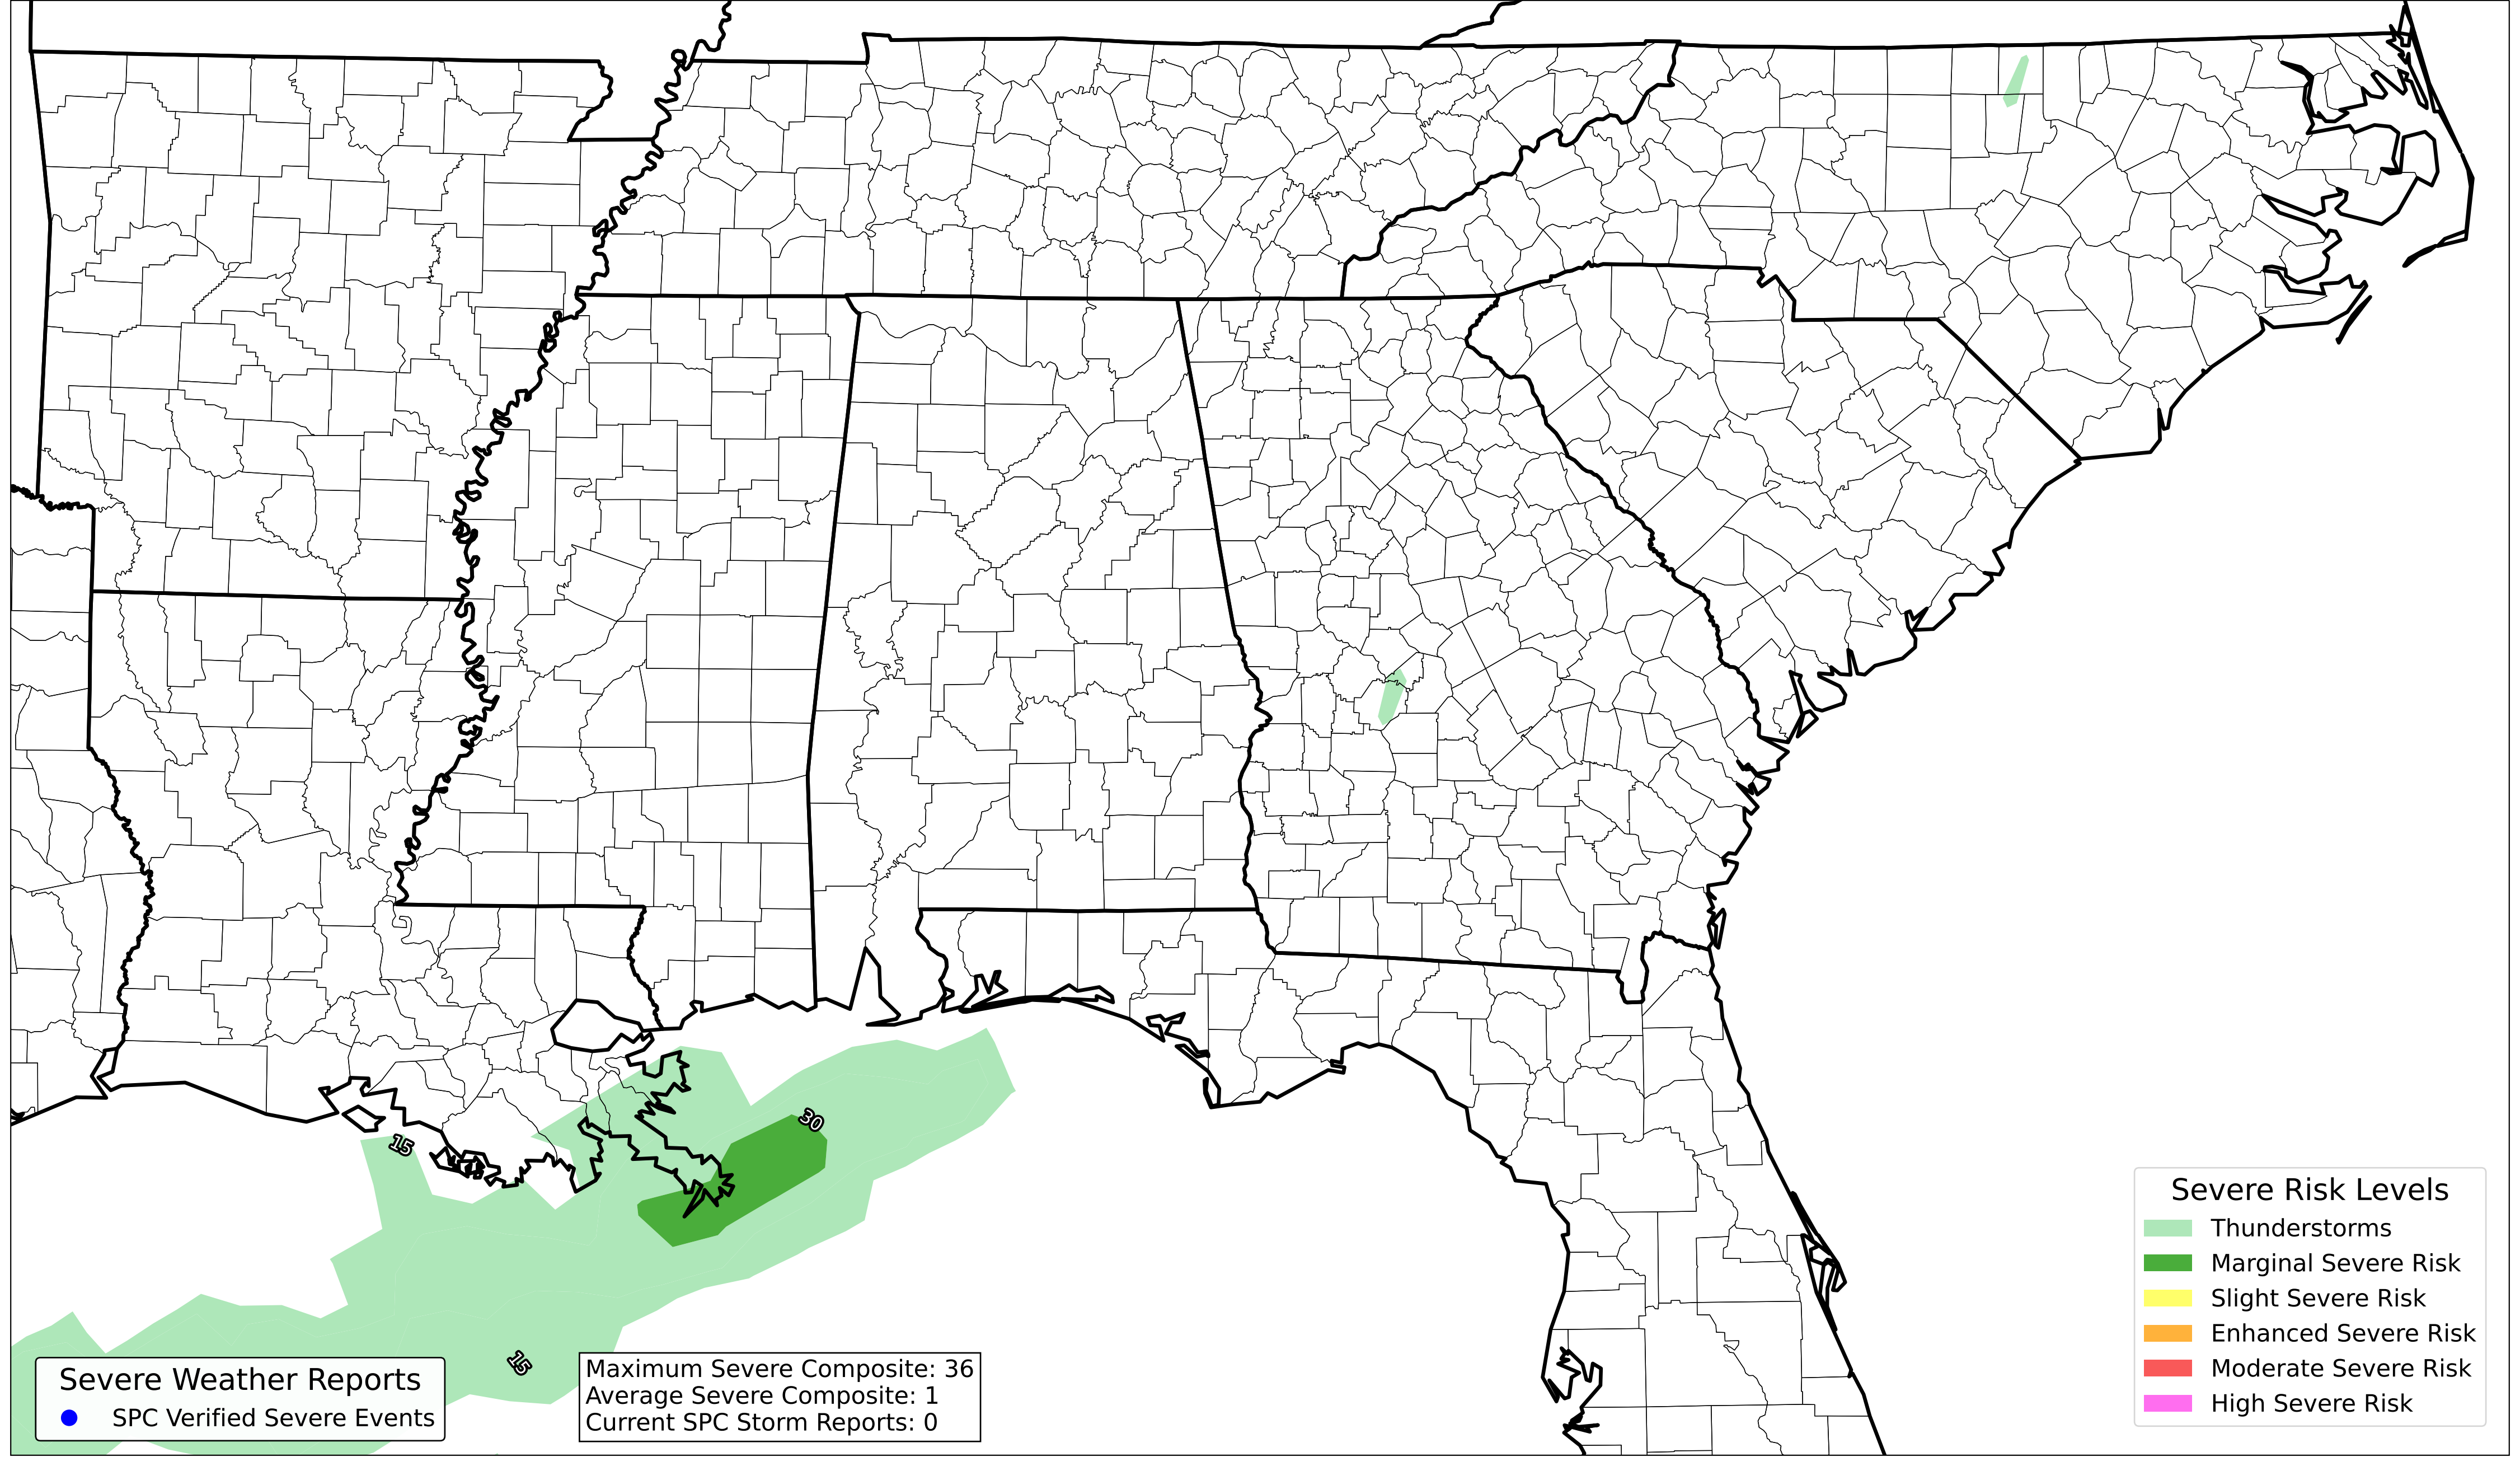 30
15
15
Severe Weather Reports
SPC Verified Severe Events
Maximum Severe Composite: 36
Average Severe Composite: 1
Current SPC Storm Reports: 0
Severe Risk Levels
Thunderstorms
Marginal Severe Risk
Slight Severe Risk
Enhanced Severe Risk
Moderate Severe Risk
High Severe Risk